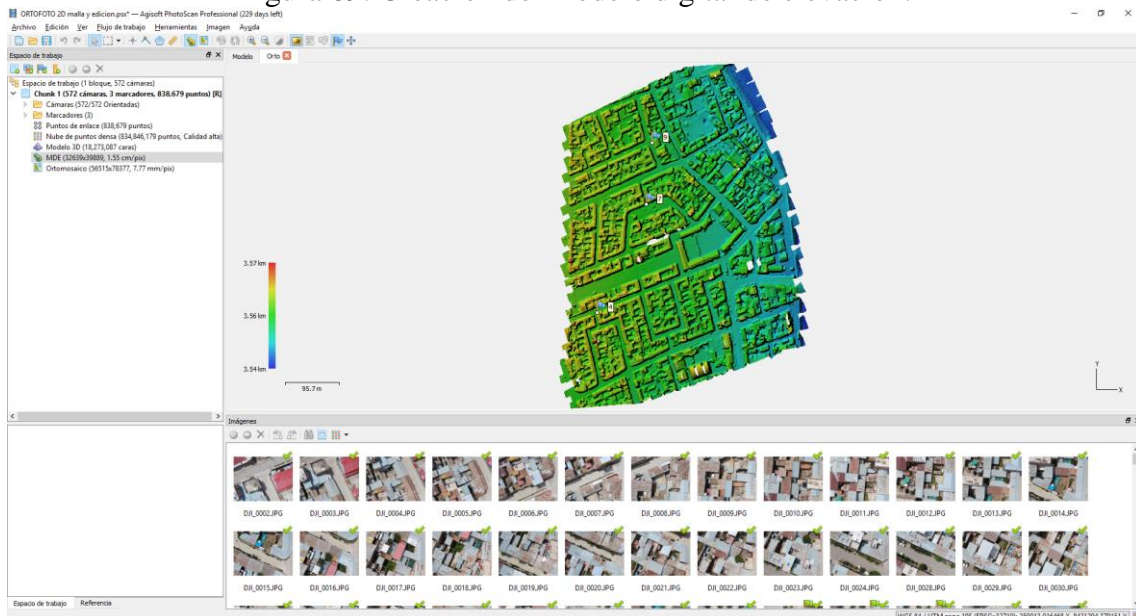 ORTOFOTO 2D malla y edicion.psx* — Agisoft PhotoScan Professional (229 days left)
Archivo Edición Ver Flujo de trabajo Herramientas Imagen Ayuda
Espacio de trabajo
Modelo Orto
Espacio de trabajo (1 bloque, 572 cámaras)
Chunk 1 (572 cámaras, 3 marcadores, 838,679 puntos) [R]
Cámaras (572/572 Orientadas)
Marcadores (3)
Puntos de enlace (838,679 puntos)
Nube de puntos densa (834,846,179 puntos, Calidad alta)
Modelo 3D (18,273,087 caras)
MDE (32639x39889, 1.55 cm/pix)
Ortomosaico (56515x78377, 7.77 mm/pix)
3.57 km
3.56 km
3.54 km
95.7 m
Y
X
Imágenes
DJI_0002.JPG DJI_0003.JPG DJI_0004.JPG DJI_0005.JPG DJI_0006.JPG DJI_0007.JPG DJI_0008.JPG DJI_0009.JPG DJI_0010.JPG DJI_0011.JPG DJI_0012.JPG DJI_0013.JPG DJI_0014.JPG
DJI_0015.JPG DJI_0016.JPG DJI_0017.JPG DJI_0018.JPG DJI_0019.JPG DJI_0020.JPG DJI_0021.JPG DJI_0022.JPG DJI_0023.JPG DJI_0024.JPG DJI_0028.JPG DJI_0029.JPG DJI_0030.JPG
Espacio de trabajo Referencia